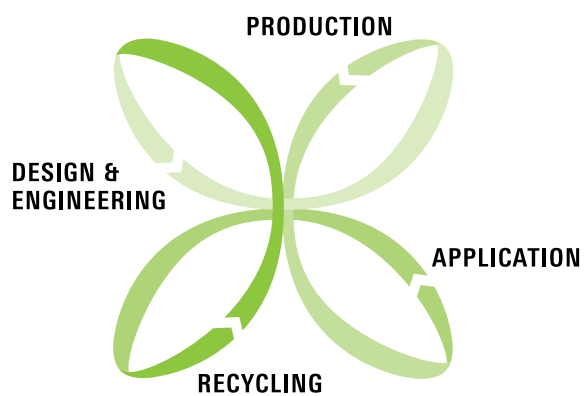 PRODUCTION
DESIGN &
ENGINEERING
APPLICATION
RECYCLING